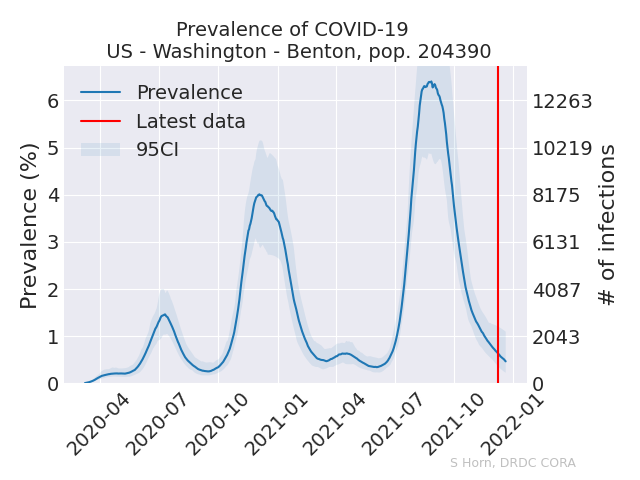 Prevalence of COVID-19
US - Washington - Benton, pop. 204390
Prevalence
Latest data
95CI
Prevalence (%)
6
5
4
3
2
1
0
12263
10219
8175
6131
4087
2043
0
# of infections
2020-04
2020-07
2020-10
2021-01
2021-04
2021-07
2021-10
2022-01
S Horn, DRDC CORA